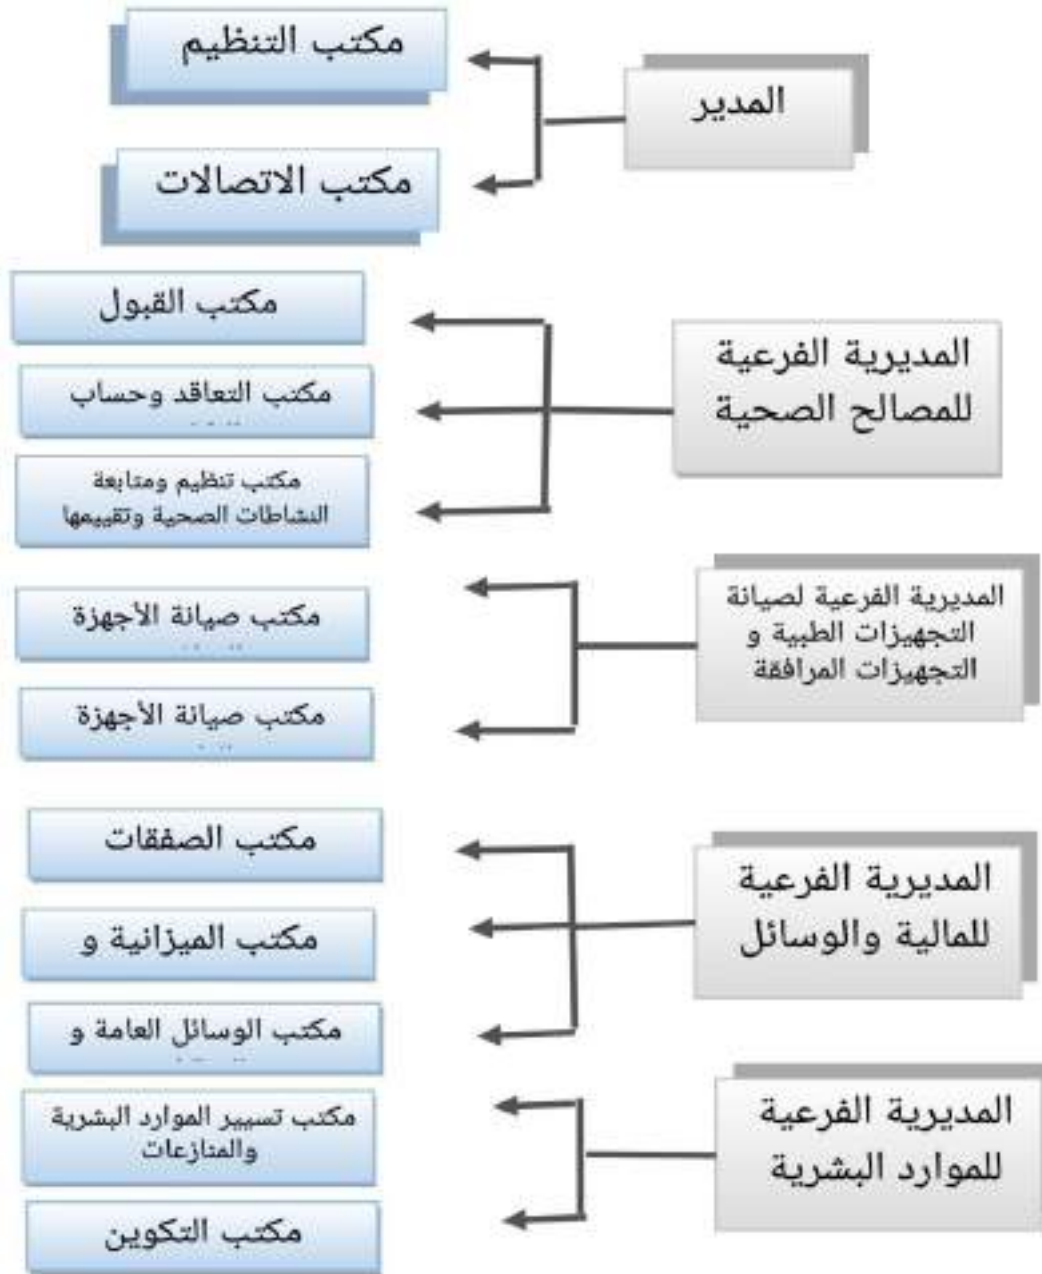 المدير
مكتب التنظيم
مكتب الاتصالات
المديرية الفرعية
للمصالح الصحية
مكتب القبول
مكتب التعاقد وحساب
مكتب تنظيم ومتابعة
النشاطات الصحية وتقييمها
المديرية الفرعية لصيانة
التجهيزات الطبية و
التجهيزات المرافقة
مكتب صيانة الأجهزة
مكتب صيانة الأجهزة
المديرية الفرعية
للمالية والوسائل
مكتب الصفقات
مكتب الميزانية و
مكتب الوسائل العامة و
المديرية الفرعية
للموارد البشرية
مكتب تسيير الموارد البشرية
والمنازعات
مكتب التكوين